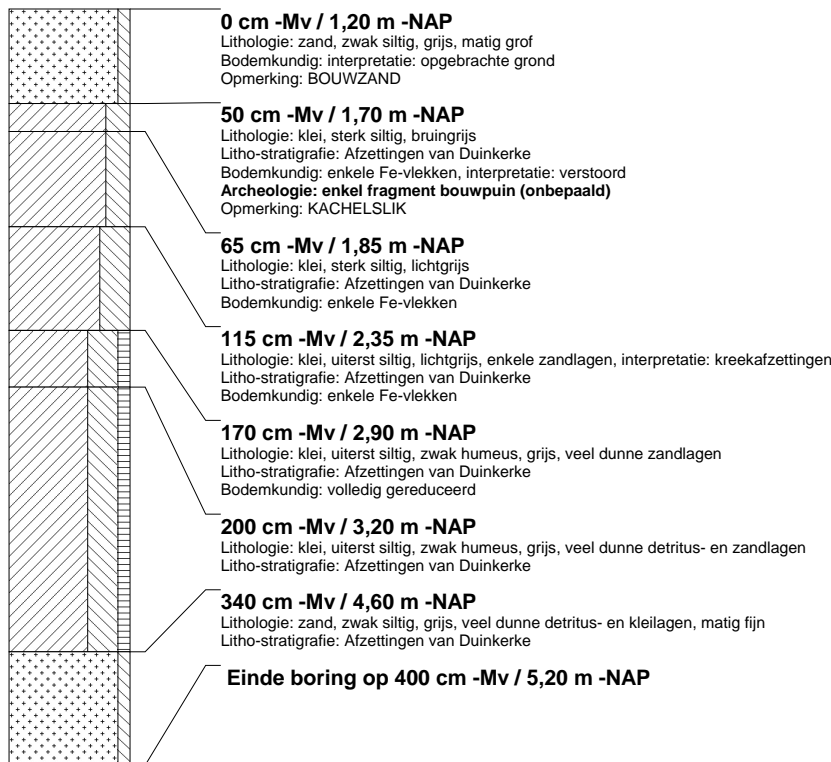 0 cm -Mv / 1,20 m -NAP
Lithologie: zand, zwak siltig, grijs, matig grof
Bodemkundig: interpretatie: opgebrachte grond
Opmerking: BOUWZAND
50 cm -Mv / 1,70 m -NAP
Lithologie: klei, sterk siltig, bruingrijs
Litho-stratigrafie: Afzettingen van Duinkerke
Bodemkundig: enkele Fe-vlekken, interpretatie: verstoord
Archeologie: enkel fragment bouwpuin (onbepaald)
Opmerking: KACHELSLIK
65 cm -Mv / 1,85 m -NAP
Lithologie: klei, sterk siltig, lichtgrijs
Litho-stratigrafie: Afzettingen van Duinkerke
Bodemkundig: enkele Fe-vlekken
115 cm -Mv / 2,35 m -NAP
Lithologie: klei, uiterst siltig, lichtgrijs, enkele zandlagen, interpretatie: kreekafzettingen
Litho-stratigrafie: Afzettingen van Duinkerke
Bodemkundig: enkele Fe-vlekken
170 cm -Mv / 2,90 m -NAP
Lithologie: klei, uiterst siltig, zwak humeus, grijs, veel dunne zandlagen
Litho-stratigrafie: Afzettingen van Duinkerke
Bodemkundig: volledig gereduceerd
200 cm -Mv / 3,20 m -NAP
Lithologie: klei, uiterst siltig, zwak humeus, grijs, veel dunne detritus- en zandlagen
Litho-stratigrafie: Afzettingen van Duinkerke
340 cm -Mv / 4,60 m -NAP
Lithologie: zand, zwak siltig, grijs, veel dunne detritus- en kleilagen, matig fijn
Litho-stratigrafie: Afzettingen van Duinkerke
Einde boring op 400 cm -Mv / 5,20 m -NAP